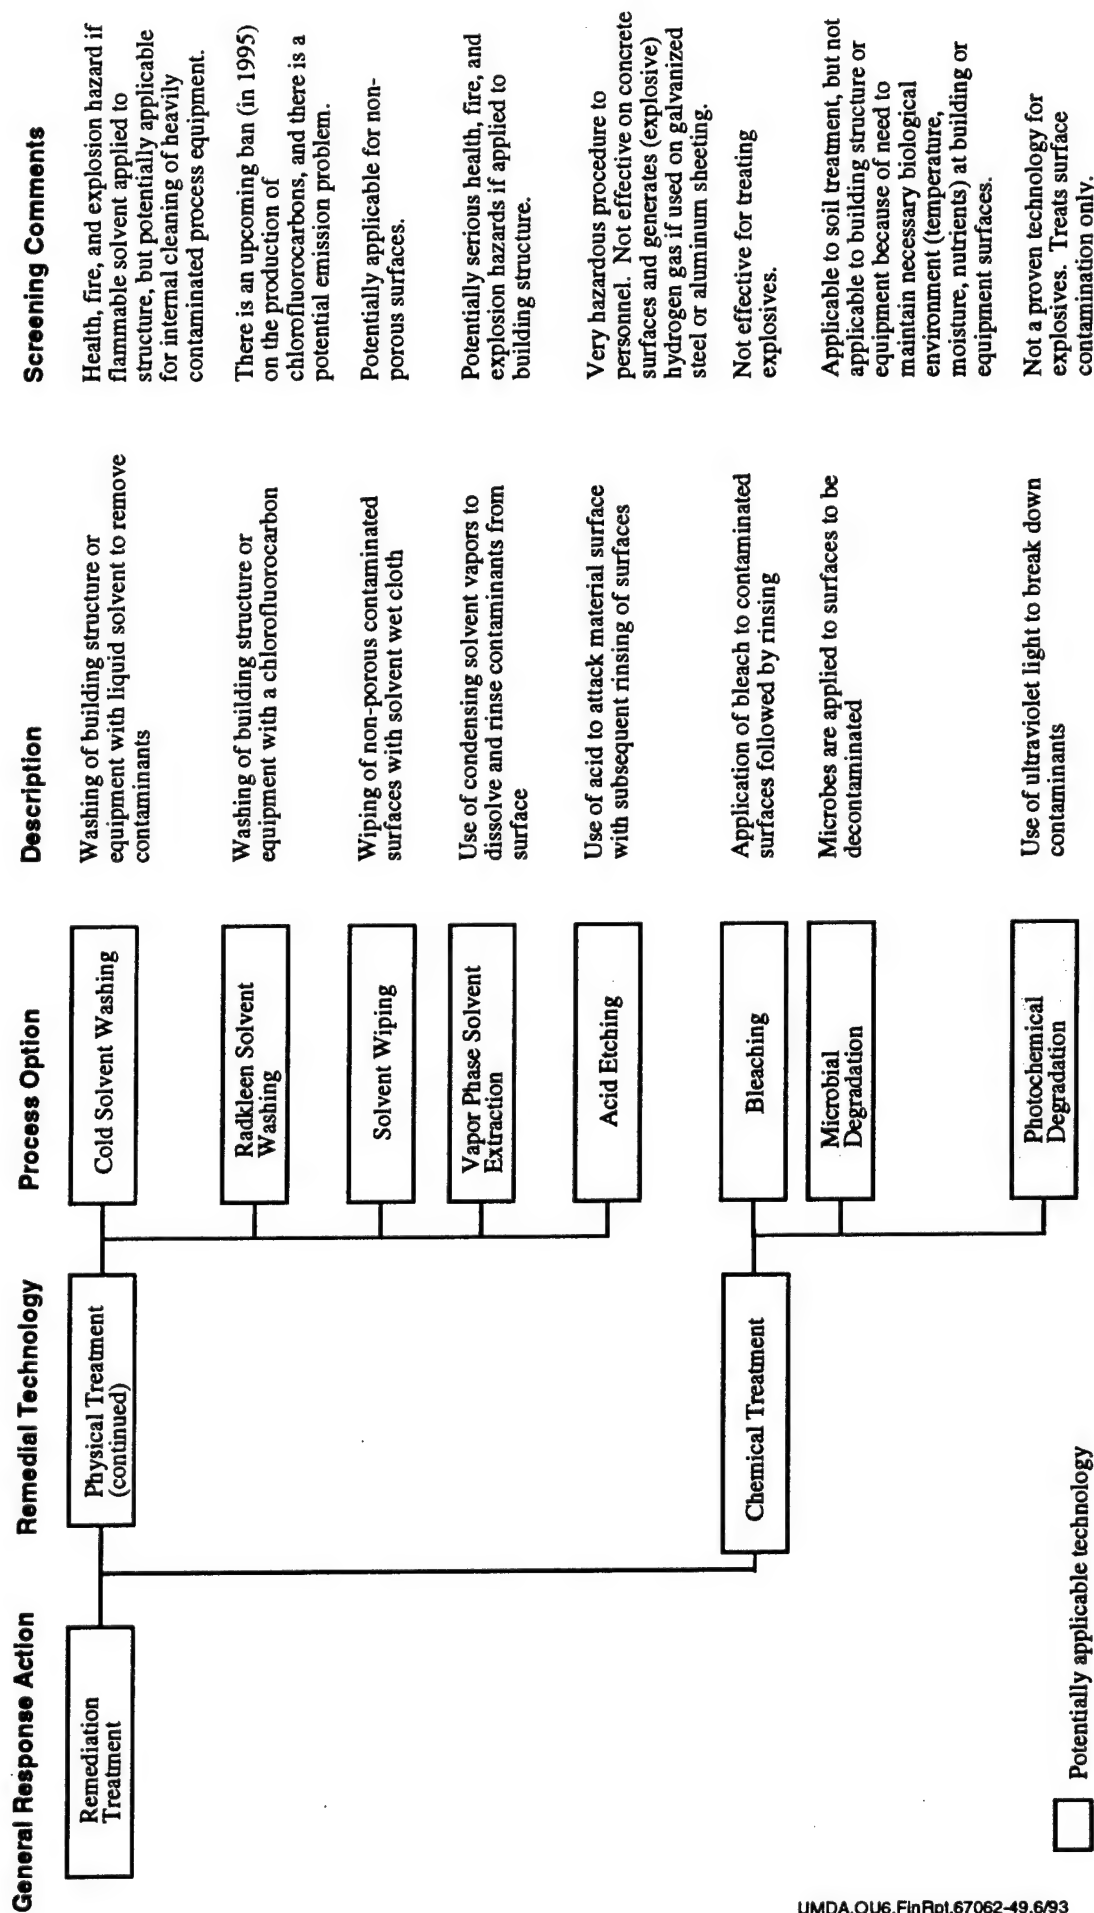 General Response Action
Remedial Technology
Process Option
Description
Screening Comments
Remediation
Treatment
Physical Treatment
(continued)
Cold Solvent Washing
Washing of building structure or
equipment with liquid solvent to remove
contaminants
Health, fire, and explosion hazard if
flammable solvent applied to
structure, but potentially applicable
for internal cleaning of heavily
contaminated process equipment.
Radkleen Solvent
Washing
Washing of building structure or
equipment with a chlorofluorocarbon
There is an upcoming ban (in 1995)
on the production of
chlorofluorocarbons, and there is a
potential emission problem.
Solvent Wiping
Wiping of non-porous contaminated
surfaces with solvent wet cloth
Potentially applicable for non-
porous surfaces.
Vapor Phase Solvent
Extraction
Use of condensing solvent vapors to
dissolve and rinse contaminants from
surface
Potentially serious health, fire, and
explosion hazards if applied to
building structure.
Acid Etching
Use of acid to attack material surface
with subsequent rinsing of surfaces
Very hazardous procedure to
personnel. Not effective on concrete
surfaces and generates (explosive)
hydrogen gas if used on galvanized
steel or aluminum sheeting.
Chemical Treatment
Bleaching
Application of bleach to contaminated
surfaces followed by rinsing
Not effective for treating
explosives.
Microbial
Degradation
Microbes are applied to surfaces to be
decontaminated
Applicable to soil treatment, but not
applicable to building structure or
equipment because of need to
maintain necessary biological
environment (temperature,
moisture, nutrients) at building or
equipment surfaces.
Photochemical
Degradation
Use of ultraviolet light to break down
contaminants
Not a proven technology for
explosives. Treats surface
contamination only.
Potentially applicable technology
UMDA.OU6.FinRpt.67062-49.6/93